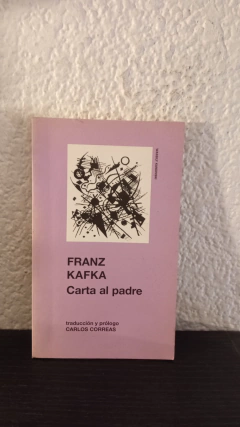 FRANZ
KAFKA
Carta al padre
traducción y prólogo
CARLOS CORREAS